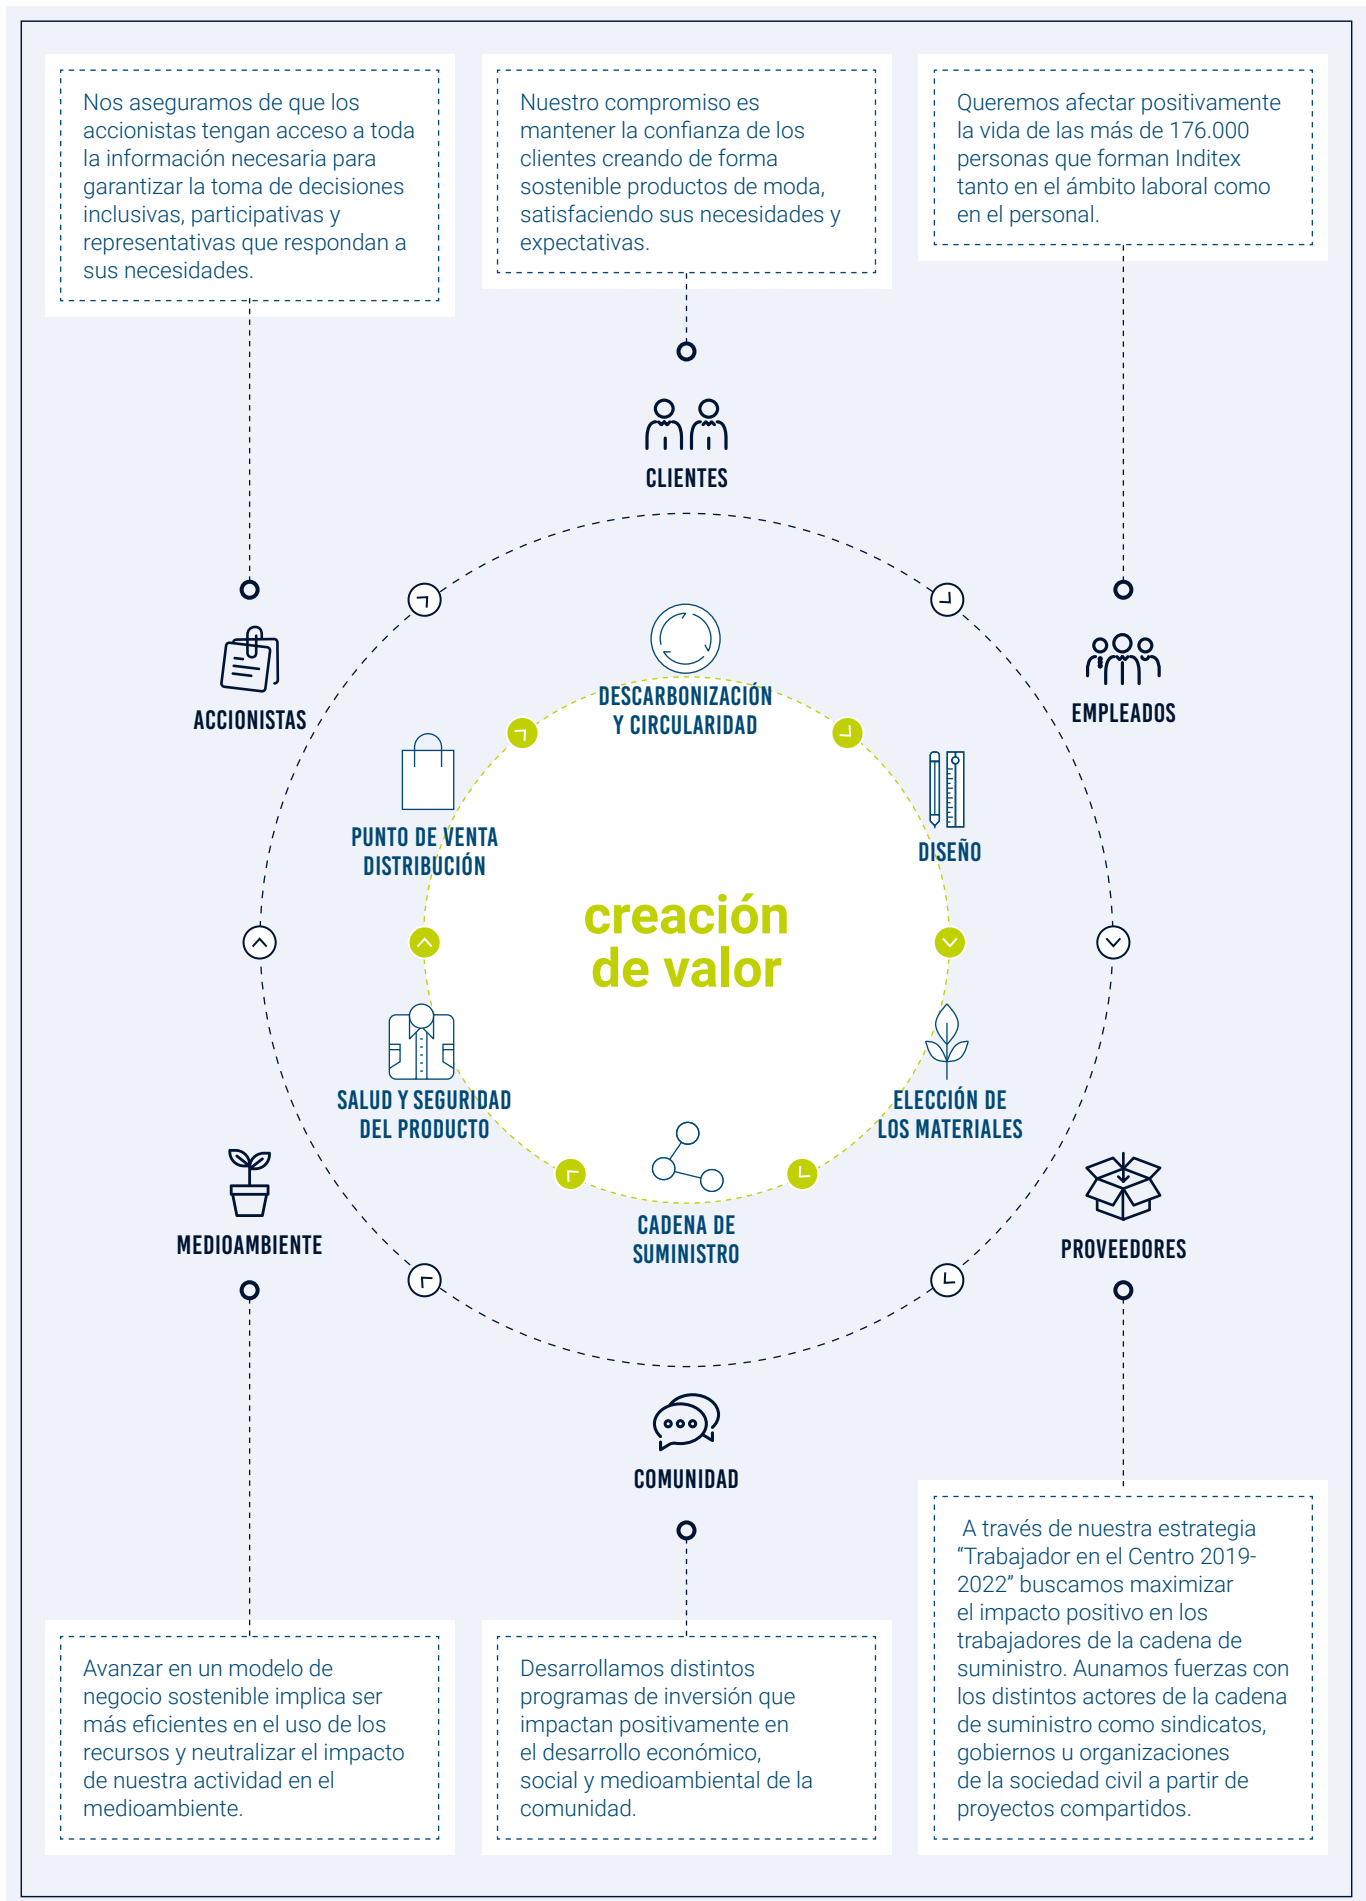 Nos aseguramos de que los
accionistas tengan acceso a toda
la información necesaria para
garantizar la toma de decisiones
inclusivas, participativas y
representativas que respondan a
sus necesidades.
Nuestro compromiso es
mantener la confianza de los
clientes creando de forma
sostenible productos de moda,
satisfaciendo sus necesidades y
expectativas.
Queremos afectar positivamente
la vida de las más de 176.000
personas que forman Inditex
tanto en el ámbito laboral como
en el personal.
CLIENTES
ACCIONISTAS
EMPLEADOS
DESCARBONIZACIÓN
Y CIRCULARIDAD
PUNTO DE VENTA
DISTRIBUCIÓN
DISEÑO
creación
de valor
SALUD Y SEGURIDAD
DEL PRODUCTO
ELECCIÓN DE
LOS MATERIALES
CADENA DE
SUMINISTRO
MEDIOAMBIENTE
PROVEEDORES
COMUNIDAD
Avanzar en un modelo de
negocio sostenible implica ser
más eficientes en el uso de los
recursos y neutralizar el impacto
de nuestra actividad en el
medioambiente.
Desarrollamos distintos
programas de inversión que
impactan positivamente en
el desarrollo económico,
social y medioambiental de la
comunidad.
A través de nuestra estrategia
“Trabajador en el Centro 2019-
2022” buscamos maximizar
el impacto positivo en los
trabajadores de la cadena de
suministro. Aunamos fuerzas con
los distintos actores de la cadena
de suministro como sindicatos,
gobiernos u organizaciones
de la sociedad civil a partir de
proyectos compartidos.